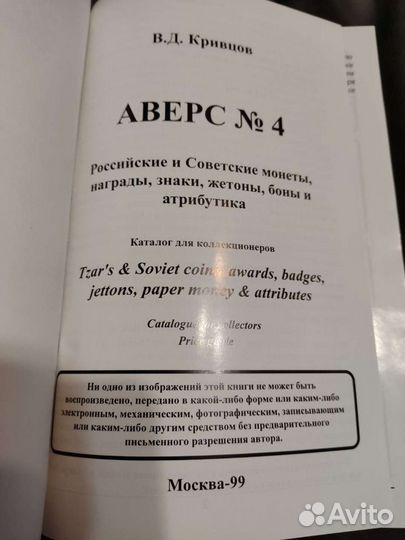 В.Д. Кривцов
АВЕРС № 4
Российские и Советские монеты,
награды, знаки, жетоны, боны и
атрибутика
Каталог для коллекционеров
Tzar's & Soviet coins, awards, badges,
jettons, paper money & attributes
Catalogue for collectors
Price guide
Ни одно из изображений этой книги не может быть
воспроизведено, передано в какой-либо форме или каким-либо
электронным, механическим, фотографическим, записывающим
или каким-либо другим средством без предварительного
письменного разрешения автора.
Москва-99
Avito